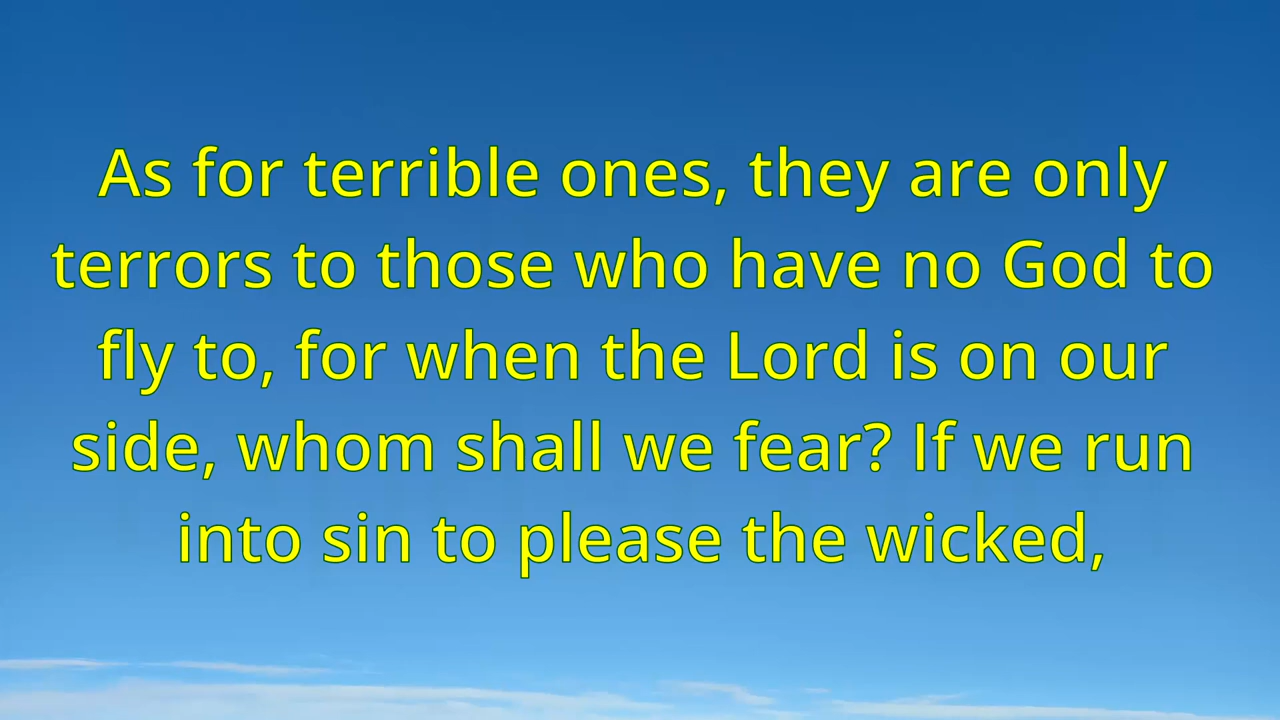 As for terrible ones, they are only
terrors to those who have no God to
fly to, for when the Lord is on our
side, whom shall we fear? If we run
into sin to please the wicked,